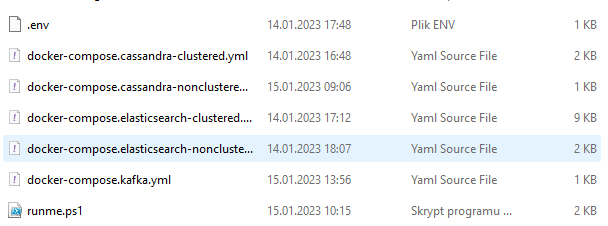 .env 14.01.2023 17:48 Plik ENV 1 KB
docker-compose.cassandra-clustered.yml 14.01.2023 16:48 Yaml Source File 2 KB
docker-compose.cassandra-nonclustere... 15.01.2023 09:06 Yaml Source File 1 KB
docker-compose.elasticsearch-clustered.... 14.01.2023 17:12 Yaml Source File 9 KB
docker-compose.elasticsearch-noncluste... 14.01.2023 18:07 Yaml Source File 2 KB
docker-compose.kafka.yml 15.01.2023 13:56 Yaml Source File 1 KB
runme.ps1 15.01.2023 10:15 Skrypt programu ... 2 KB